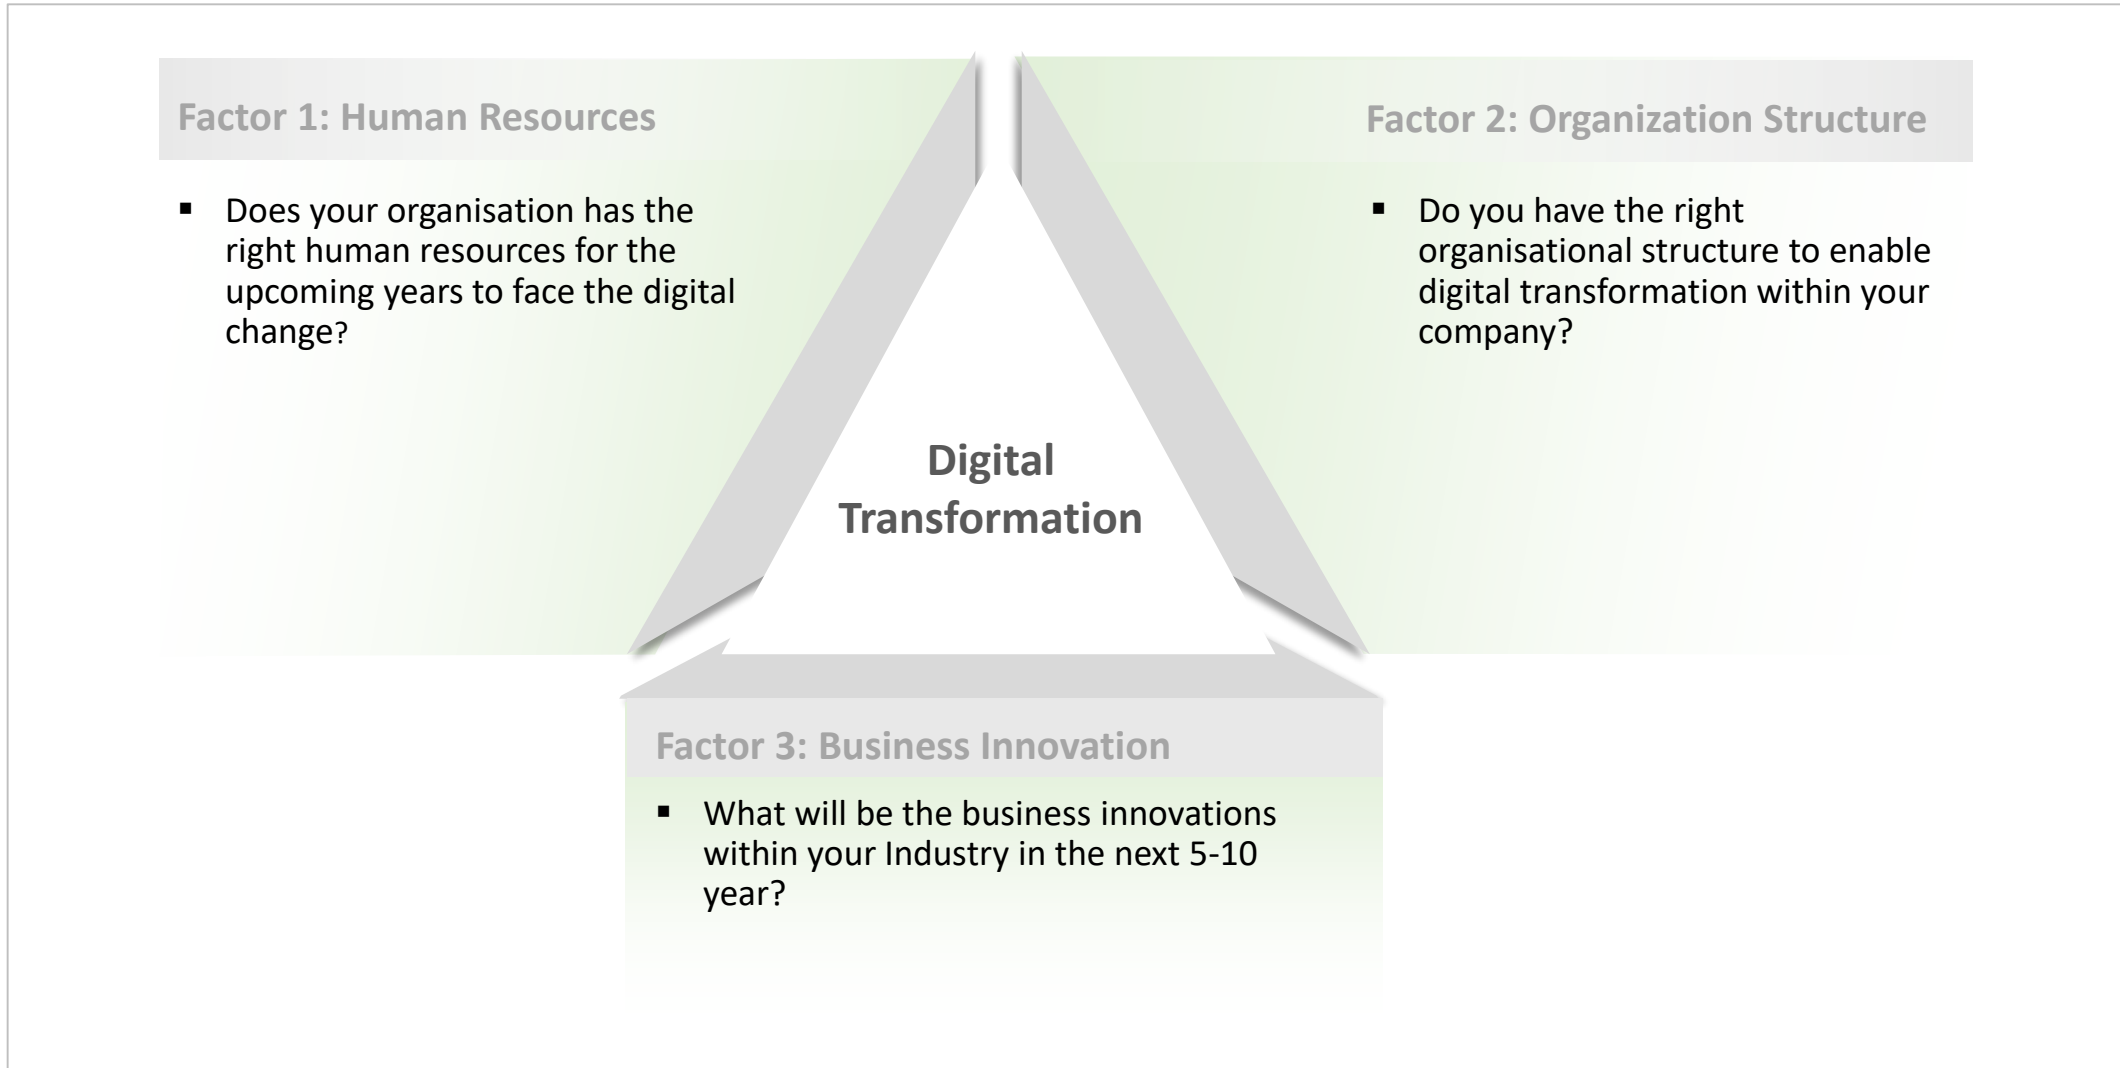 Factor 1: Human Resources
▪ Does your organisation has the
right human resources for the
upcoming years to face the digital
change?
Factor 2: Organization Structure
▪ Do you have the right
organisational structure to enable
digital transformation within your
company?
Digital
Transformation
Factor 3: Business Innovation
▪ What will be the business innovations
within your Industry in the next 5-10
year?